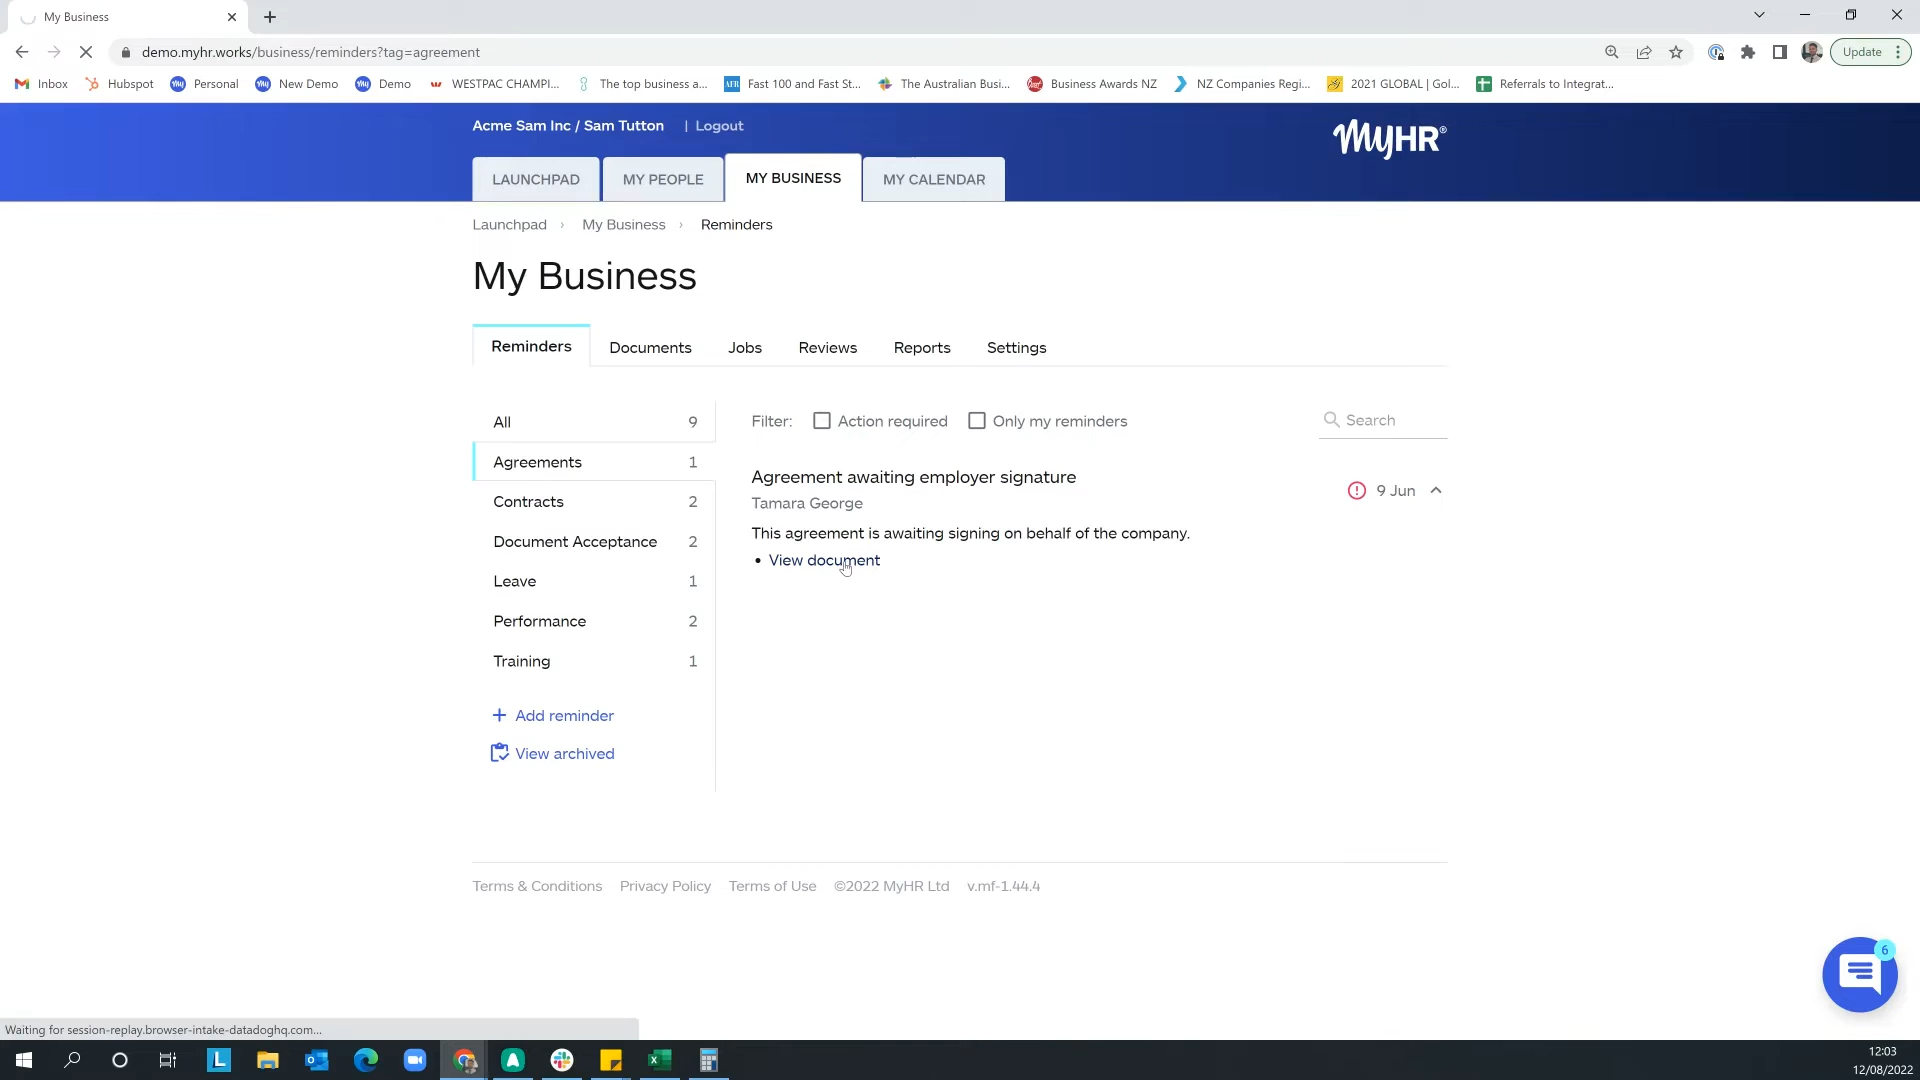 My Business
demo.myhr.works/business/reminders?tag=agreement
Update
Inbox
Hubspot
Personal
New Demo
Demo
WESTPAC CHAMPI...
The top business a...
AFR
Fast 100 and Fast St...
The Australian Busi...
Business Awards NZ
NZ Companies Regi...
2021 GLOBAL | Gol...
Referrals to Integrat...
Acme Sam Inc / Sam Tutton | Logout
MyHR®
LAUNCHPAD
MY PEOPLE
MY BUSINESS
MY CALENDAR
Launchpad › My Business › Reminders
My Business
Reminders
Documents
Jobs
Reviews
Reports
Settings
All 9
Agreements 1
Contracts 2
Document Acceptance 2
Leave 1
Performance 2
Training 1
+ Add reminder
View archived
Filter: Action required Only my reminders
Search
Agreement awaiting employer signature
Tamara George
9 Jun
This agreement is awaiting signing on behalf of the company.
• View document
Terms & Conditions Privacy Policy Terms of Use ©2022 MyHR Ltd v.mf-1.44.4
6
Waiting for session-replay.browser-intake-datadoghq.com...
L
12:03
12/08/2022